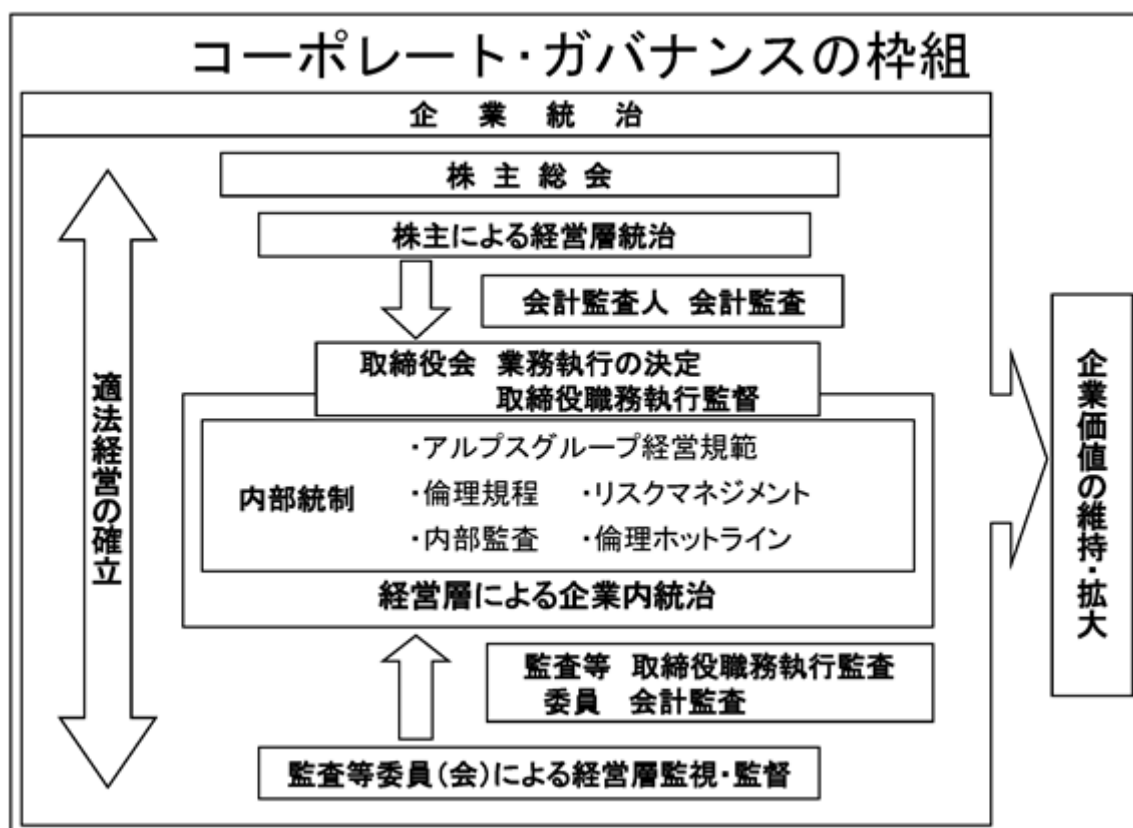 コーポレート・ガバナンスの枠組
企業統治
株主総会
株主による経営層統治
会計監査人 会計監査
取締役会 業務執行の決定
取締役職務執行監督
・アルプスグループ経営規範
内部統制
・倫理規程 ・リスクマネジメント
・内部監査 ・倫理ホットライン
経営層による企業内統治
監査等 取締役職務執行監査
委員 会計監査
監査等委員(会)による経営層監視・監督
適法経営の確立
企業価値の維持・拡大